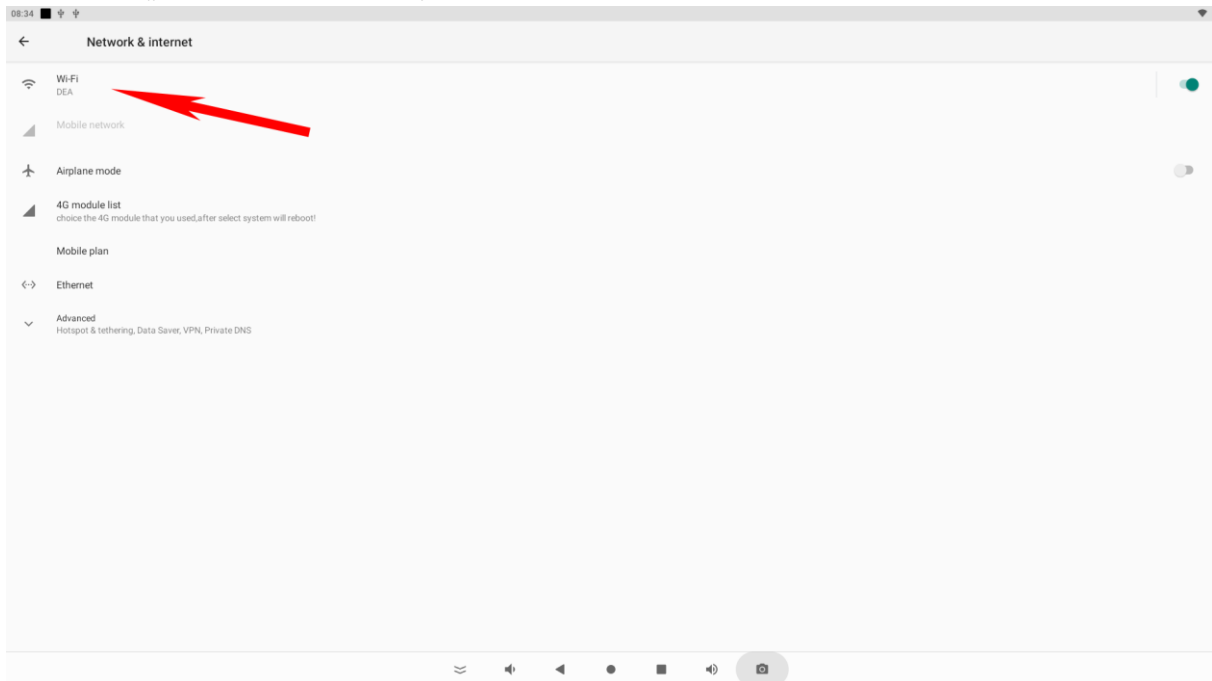 08:34
Network & internet
Wi-Fi
DEA
Mobile network
Airplane mode
4G module list
choice the 4G module that you used,after select system will reboot!
Mobile plan
Ethernet
Advanced
Hotspot & tethering, Data Saver, VPN, Private DNS